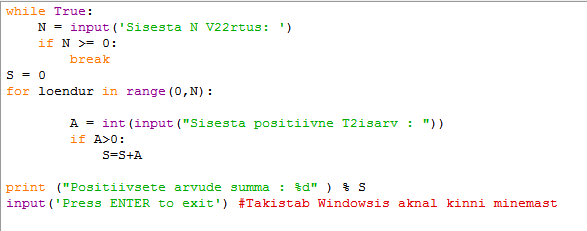 while True:
    N = input('Sisesta N V22rtus: ')
    if N >= 0:
        break
S = 0
for loendur in range(0,N):
        A = int(input("Sisesta positiivne T2isarv : "))
        if A>0:
            S=S+A
print ("Positiivsete arvude summa : %d" ) % S
input('Press ENTER to exit') #Takistab Windowsis aknal kinni minemast